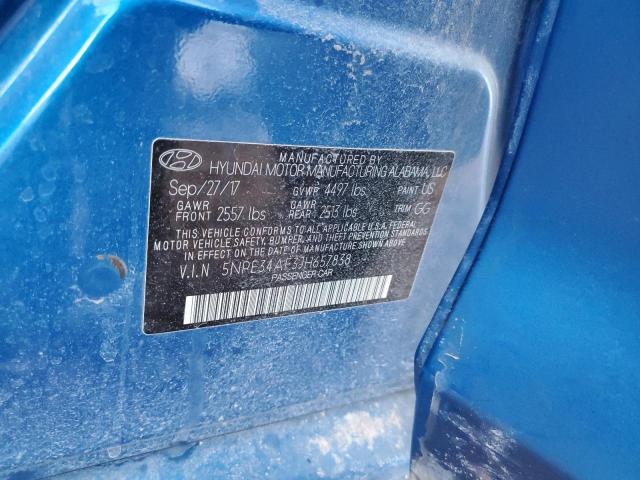 MANUFACTURED BY
HYUNDAI MOTOR MANUFACTURING ALABAMA, LLC
Sep/27/17 GVWR 4497 lbs PAINT US
GAWR FRONT 2557 lbs GAWR REAR 2513 lbs TRIM GG
THIS VEHICLE CONFORMS TO ALL APPLICABLE U.S.A. FEDERAL
MOTOR VEHICLE SAFETY, BUMPER, AND THEFT PREVENTION STANDARDS
IN EFFECT ON THE DATE OF MANUFACTURE SHOWN ABOVE.
V.I.N
PASSENGER CAR